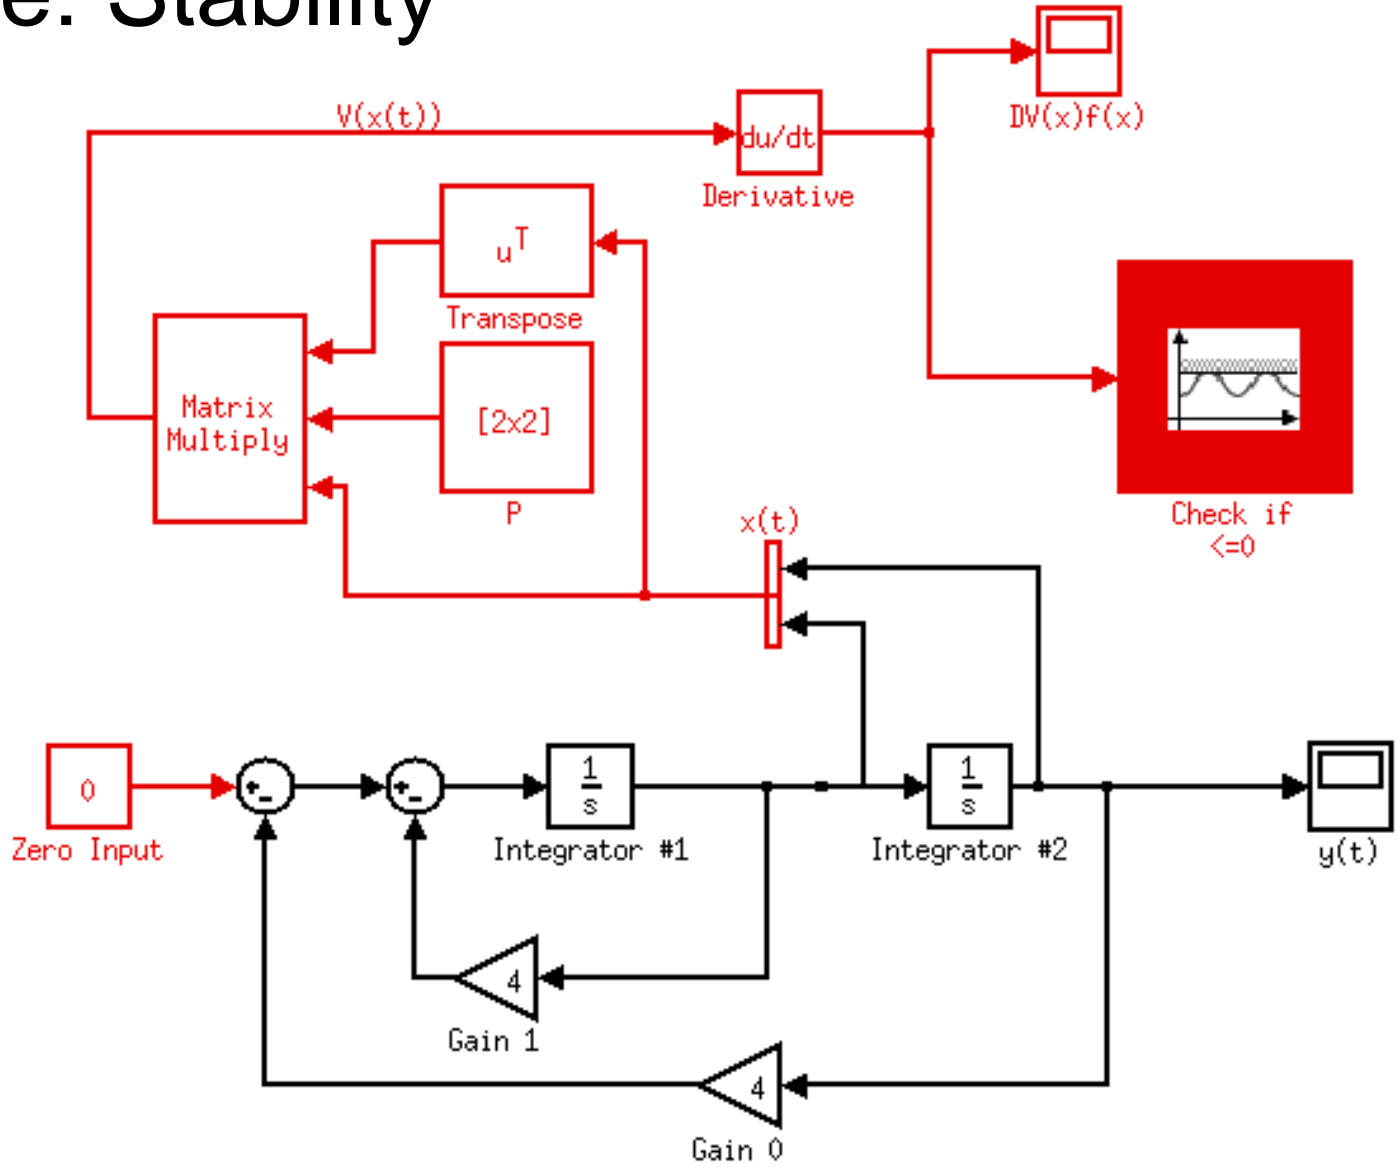 e: Stability
V(x(t))
du/dt
Derivative
DV(x)f(x)
uT
Transpose
Matrix
Multiply
[2x2]
P
x(t)
Check if
<=0
0
Zero Input
+
-
+
-
1
s
Integrator #1
1
s
Integrator #2
y(t)
4
Gain 1
4
Gain 0